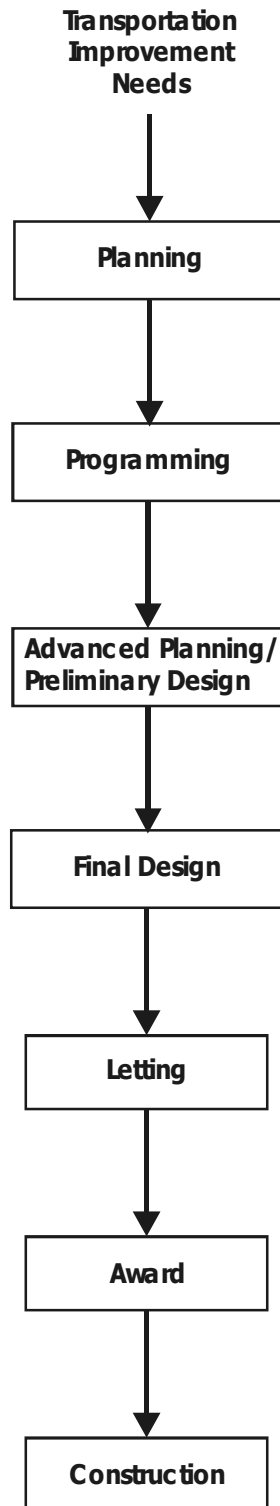 Transportation
Improvement
Needs
Planning
Programming
Advanced Planning/
Preliminary Design
Final Design
Letting
Award
Construction